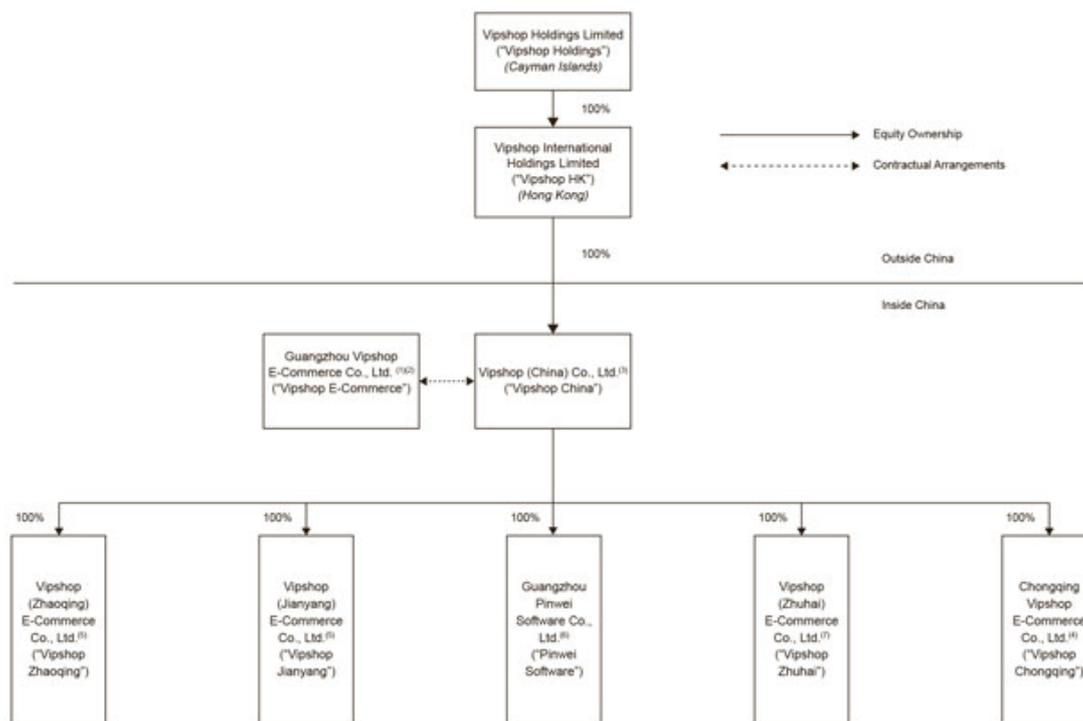 Vipshop Holdings Limited
("Vipshop Holdings")
(Cayman Islands)
100%
Vipshop International
Holdings Limited
("Vipshop HK")
(Hong Kong)
Equity Ownership
Contractual Arrangements
100%
Outside China
Inside China
Guangzhou Vipshop
E-Commerce Co., Ltd. (1)(2)
("Vipshop E-Commerce")
Vipshop (China) Co., Ltd.(3)
("Vipshop China")
100%
100%
100%
100%
100%
Vipshop
(Zhaoqing)
E-Commerce
Co., Ltd.(5)
("Vipshop
Zhaoqing")
Vipshop
(Jianyang)
E-Commerce
Co., Ltd.(5)
("Vipshop
Jianyang")
Guangzhou
Pinwei
Software Co.,
Ltd.(6)
("Pinwei
Software")
Vipshop
(Zhuhai)
E-Commerce
Co., Ltd.(7)
("Vipshop
Zhuhai")
Chongqing
Vipshop
E-Commerce
Co., Ltd.(4)
("Vipshop
Chongqing")